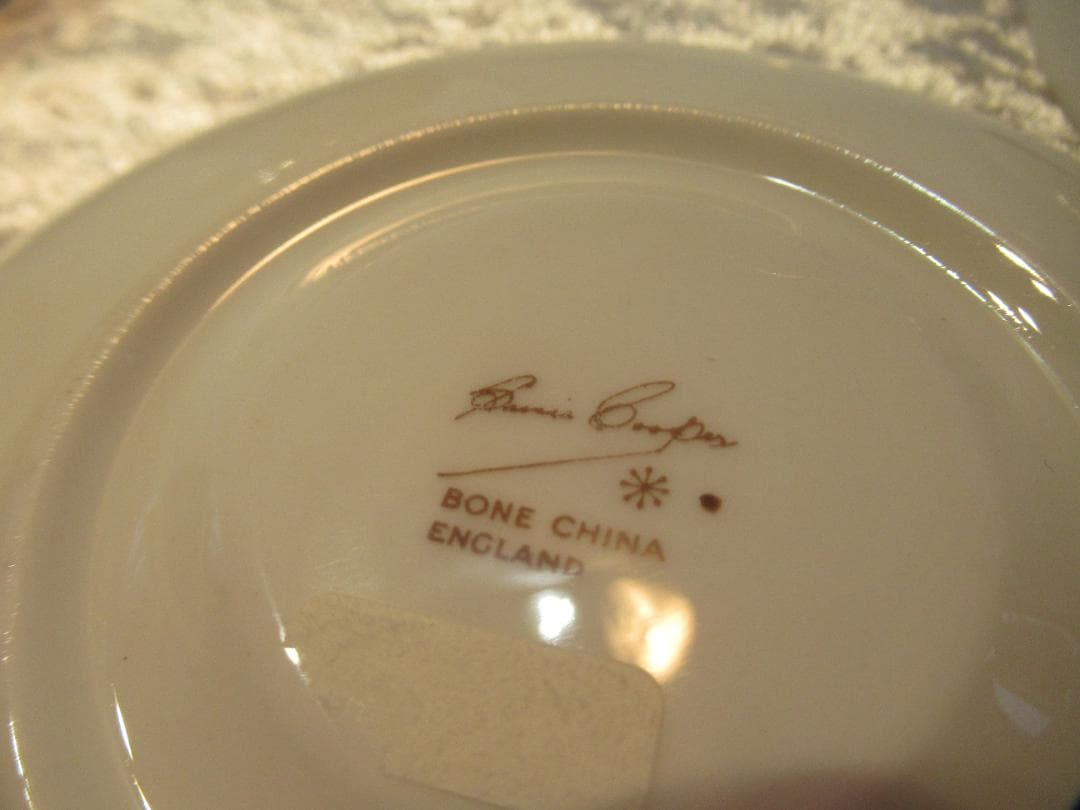 Susie Cooper
BONE CHINA
ENGLAND